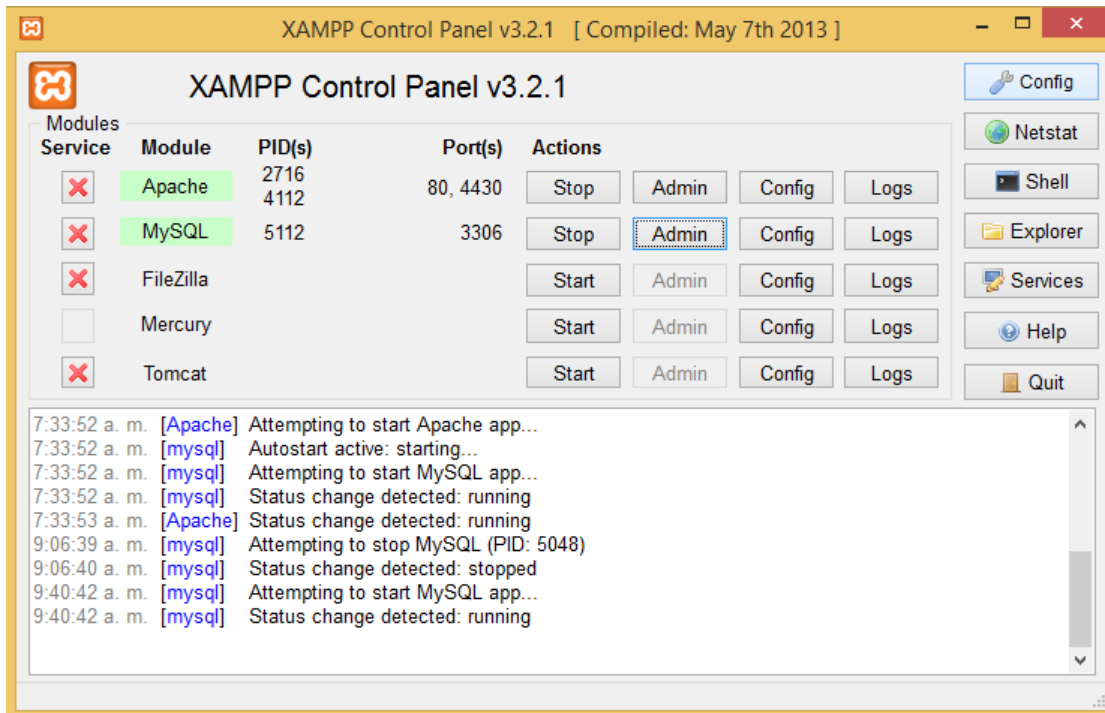 XAMPP Control Panel v3.2.1 [ Compiled: May 7th 2013 ]
XAMPP Control Panel v3.2.1
Config
Modules
Service Module PID(s) Port(s) Actions
Netstat
Apache 2716 4112 80, 4430 Stop Admin Config Logs
Shell
MySQL 5112 3306 Stop Admin Config Logs
Explorer
FileZilla Start Admin Config Logs
Services
Mercury Start Admin Config Logs
Help
Tomcat Start Admin Config Logs
Quit
7:33:52 a. m. [Apache] Attempting to start Apache app...
7:33:52 a. m. [mysql] Autostart active: starting...
7:33:52 a. m. [mysql] Attempting to start MySQL app...
7:33:52 a. m. [mysql] Status change detected: running
7:33:53 a. m. [Apache] Status change detected: running
9:06:39 a. m. [mysql] Attempting to stop MySQL (PID: 5048)
9:06:40 a. m. [mysql] Status change detected: stopped
9:40:42 a. m. [mysql] Attempting to start MySQL app...
9:40:42 a. m. [mysql] Status change detected: running